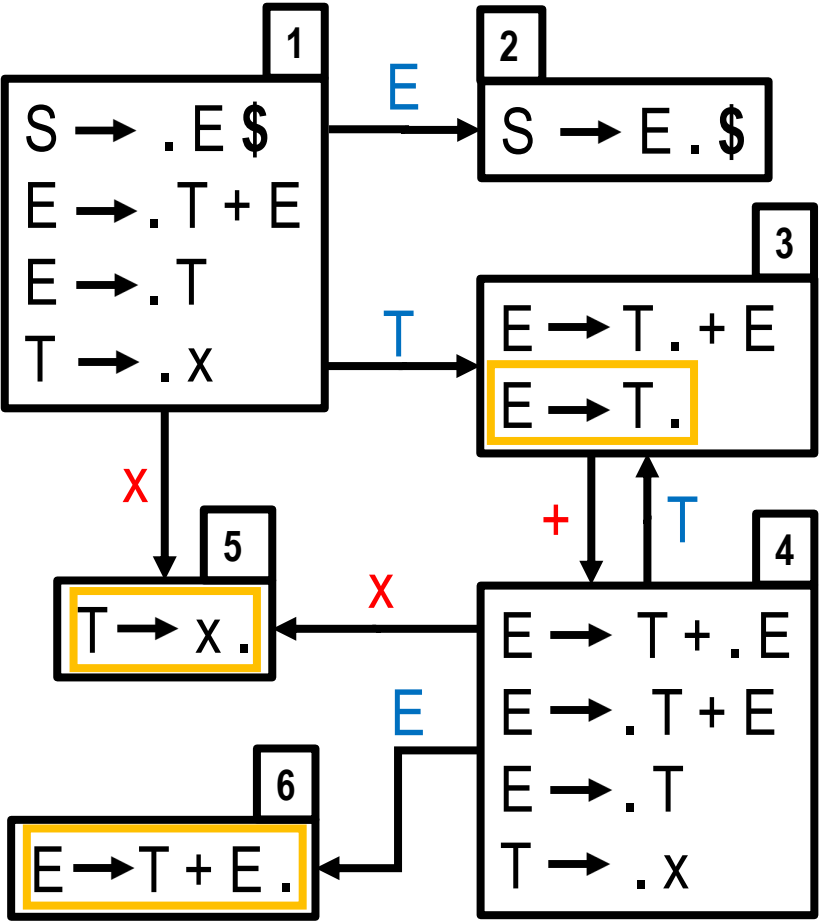 1
S → . E $
E → . T + E
E → . T
T → . x
E
2
S → E . $
T
3
E → T . + E
E → T .
x
+
T
5
T → x .
x
4
E → T + . E
E → . T + E
E → . T
T → . x
E
6
E → T + E .